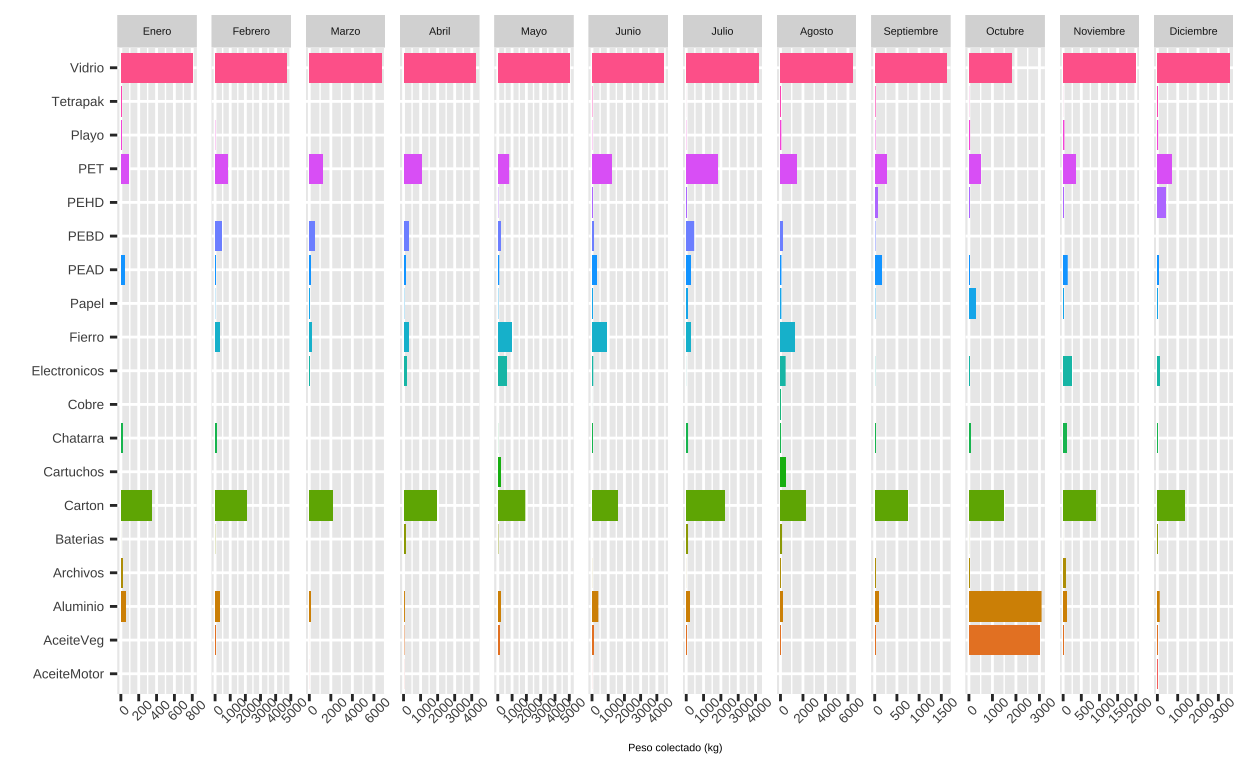 Enero Febrero Marzo Abril Mayo Junio Julio Agosto Septiembre Octubre Noviembre Diciembre
Vidrio
Tetrapak
Playo
PET
PEHD
PEBD
PEAD
Papel
Fierro
Electronicos
Cobre
Chatarra
Cartuchos
Carton
Baterias
Archivos
Aluminio
AceiteVeg
AceiteMotor
0 200 400 600 800 0 1000 2000 3000 4000 5000 0 2000 4000 6000 0 1000 2000 3000 4000 0 1000 2000 3000 4000 5000 0 1000 2000 3000 4000 0 1000 2000 3000 4000 0 2000 4000 6000 0 500 1000 1500 0 1000 2000 3000 0 500 1000 1500 2000 0 1000 2000 3000
Peso colectado (kg)